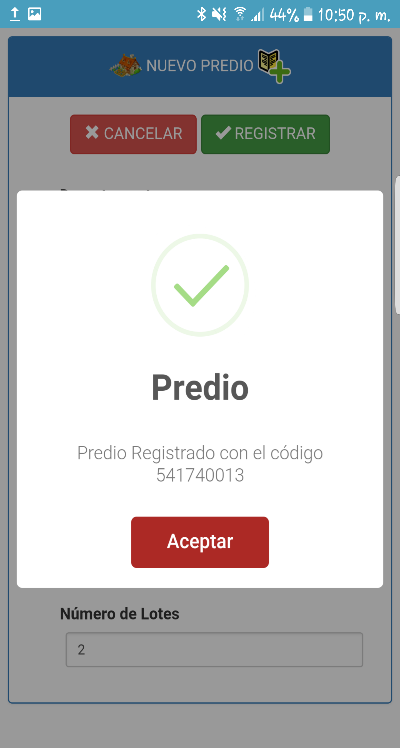 44% 10:50 p. m.
NUEVO PREDIO
CANCELAR REGISTRAR
Predio
Predio Registrado con el código
541740013
Aceptar
Número de Lotes
2